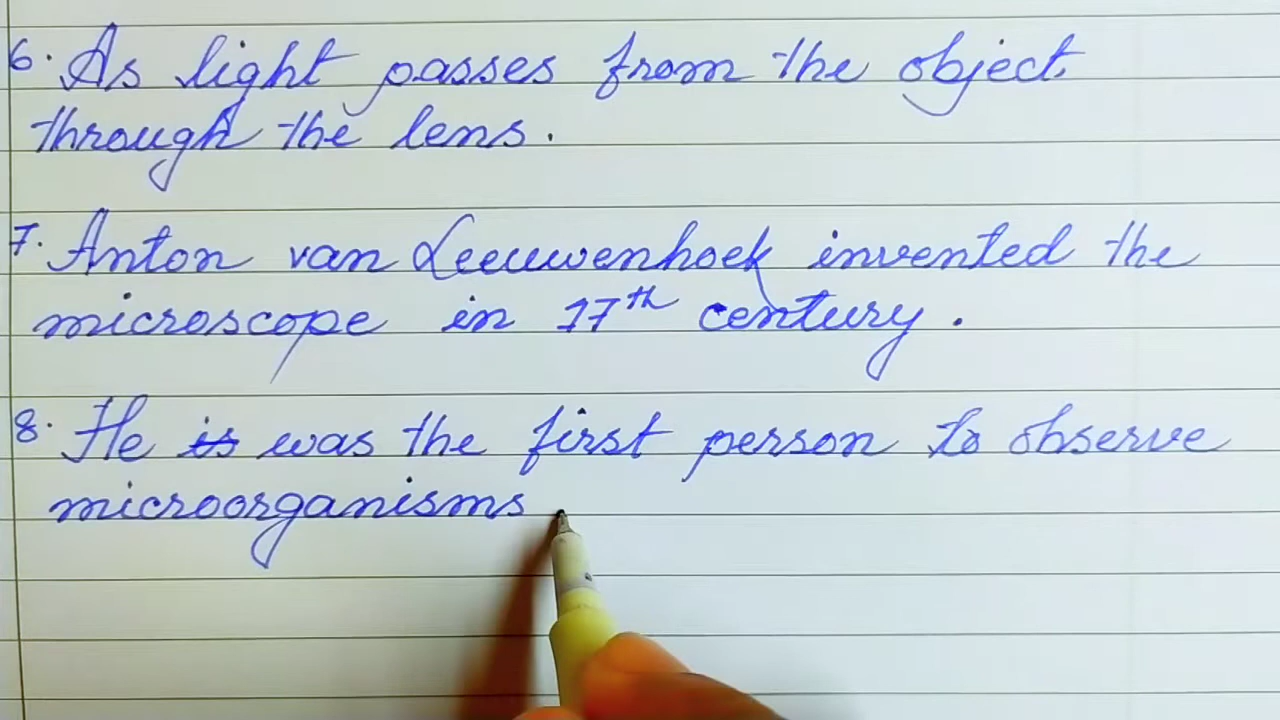 6. As light passes from the object
through the lens.
7. Anton van Leeuwenhoek invented the
microscope in 17th century.
8. He is was the first person to observe
microorganisms